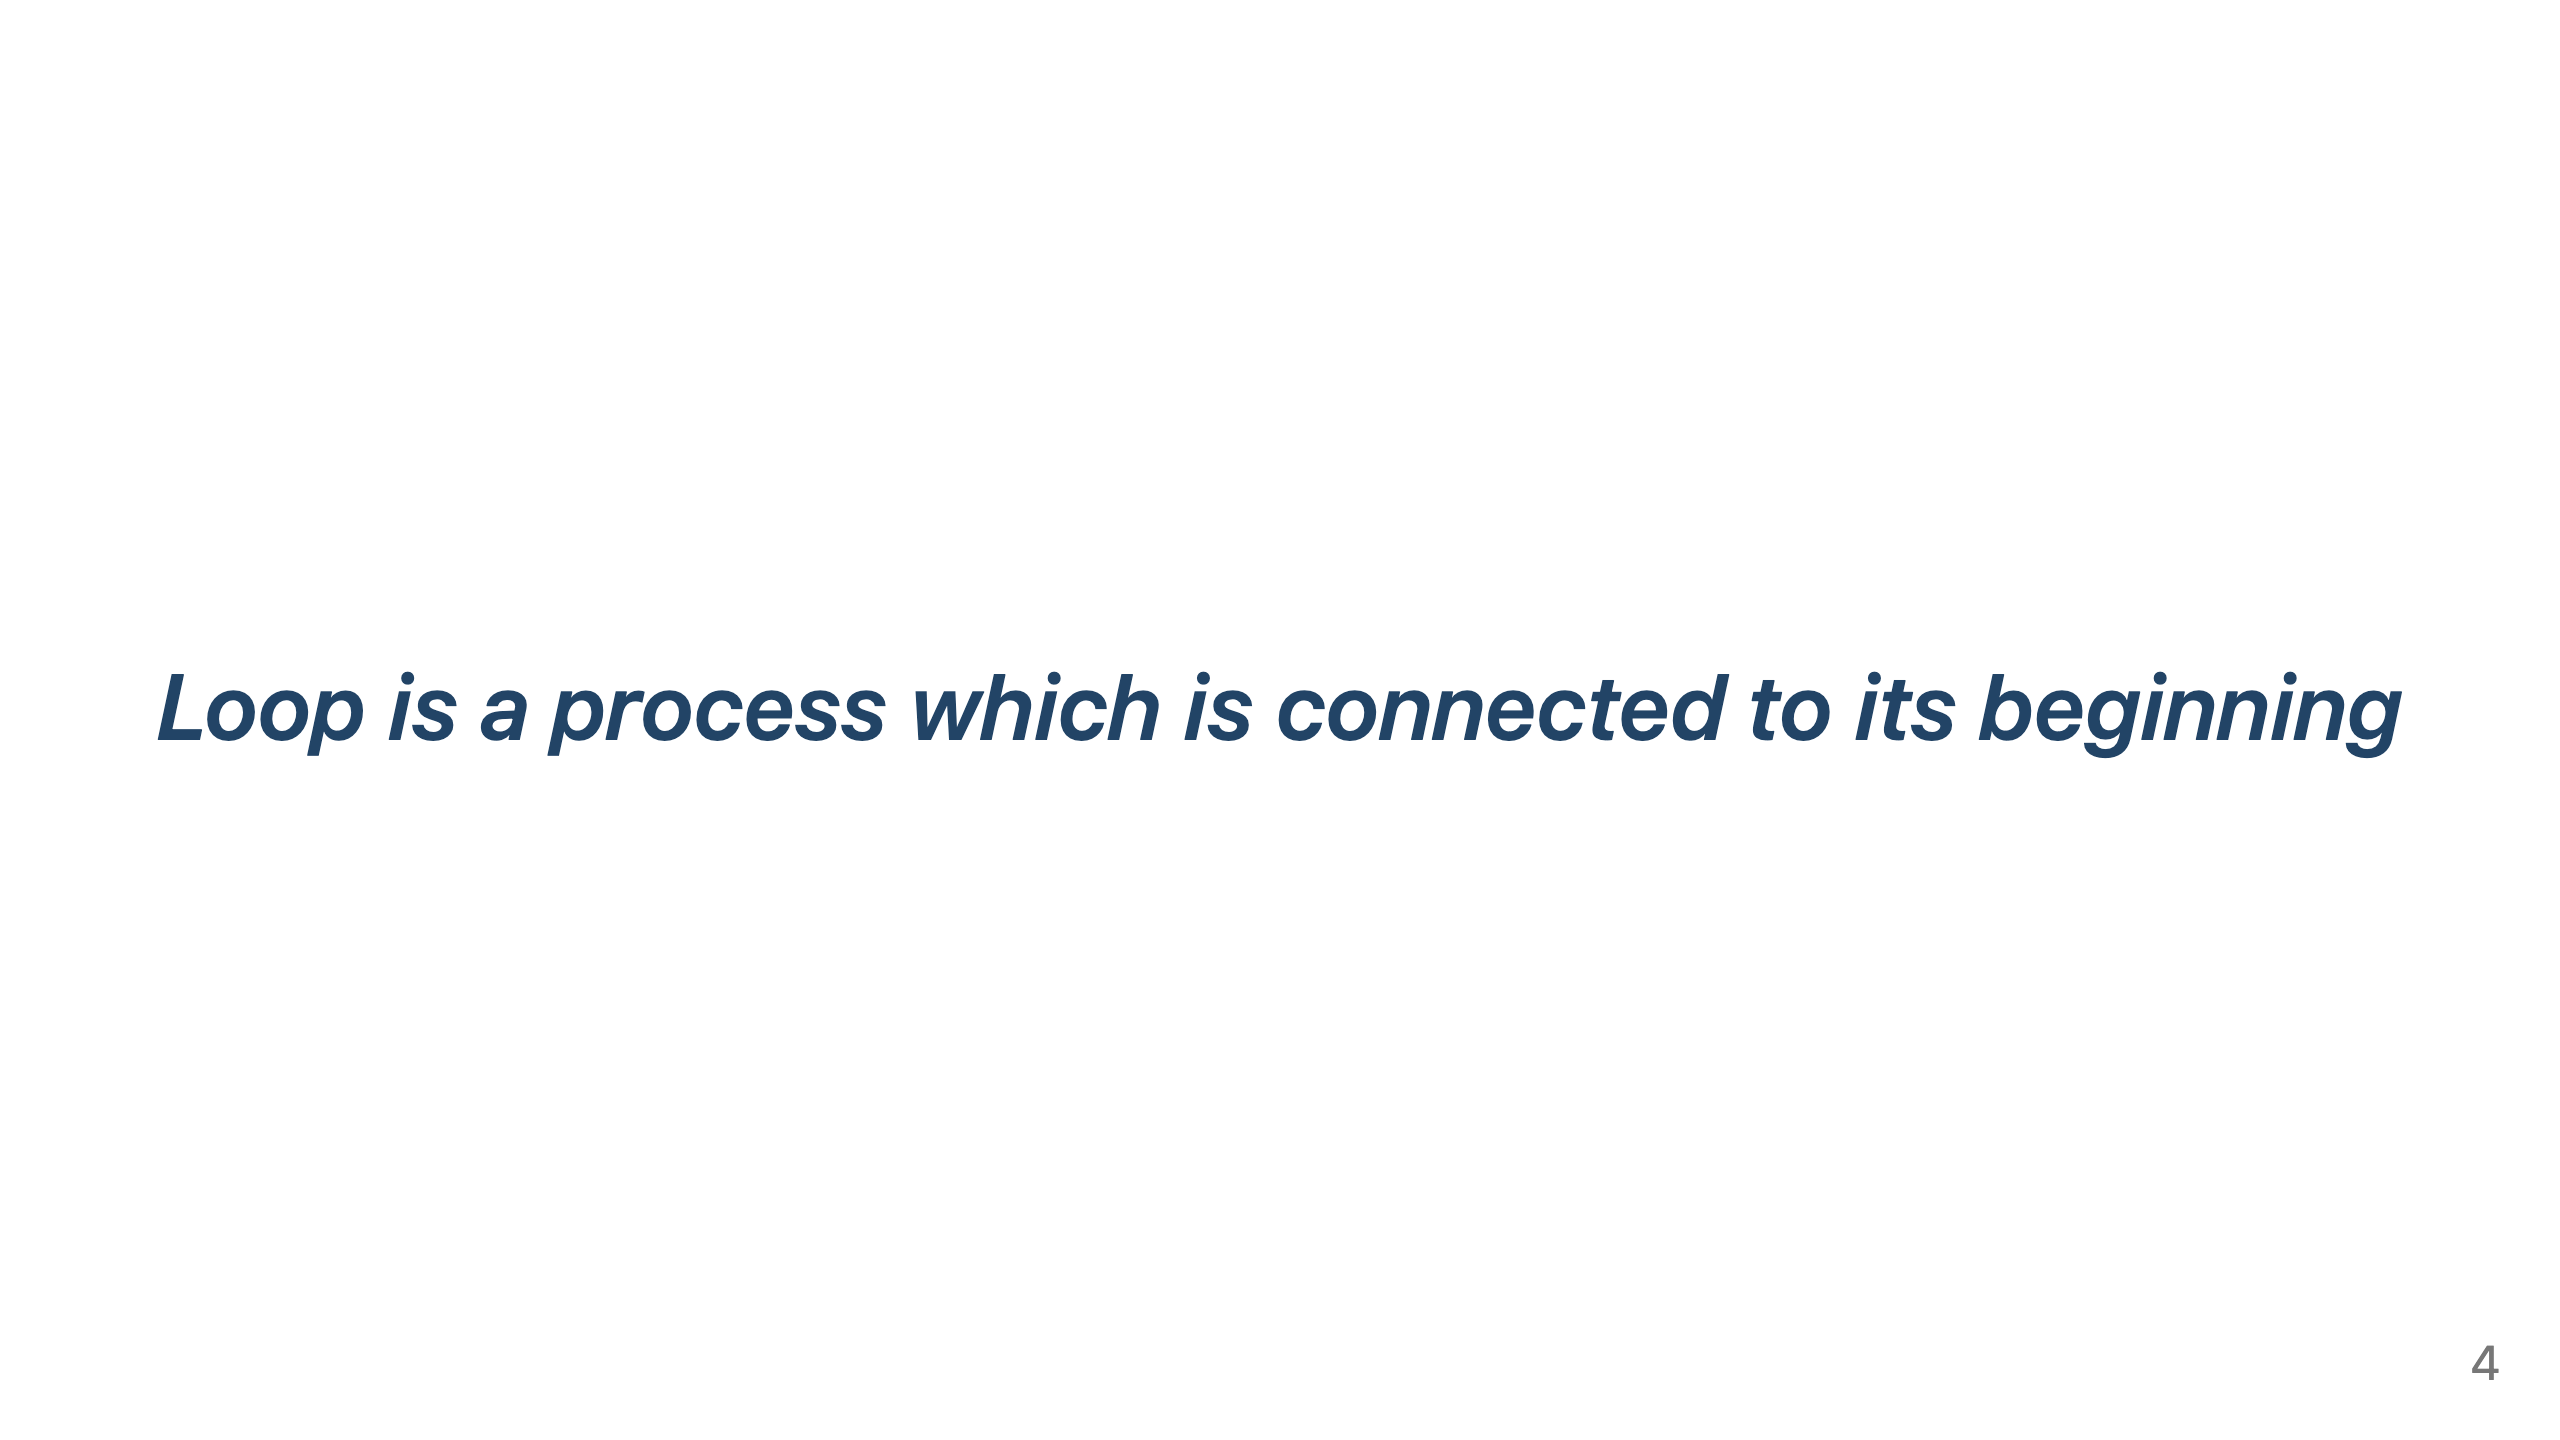 Loop is a process which is connected to its beginning
4